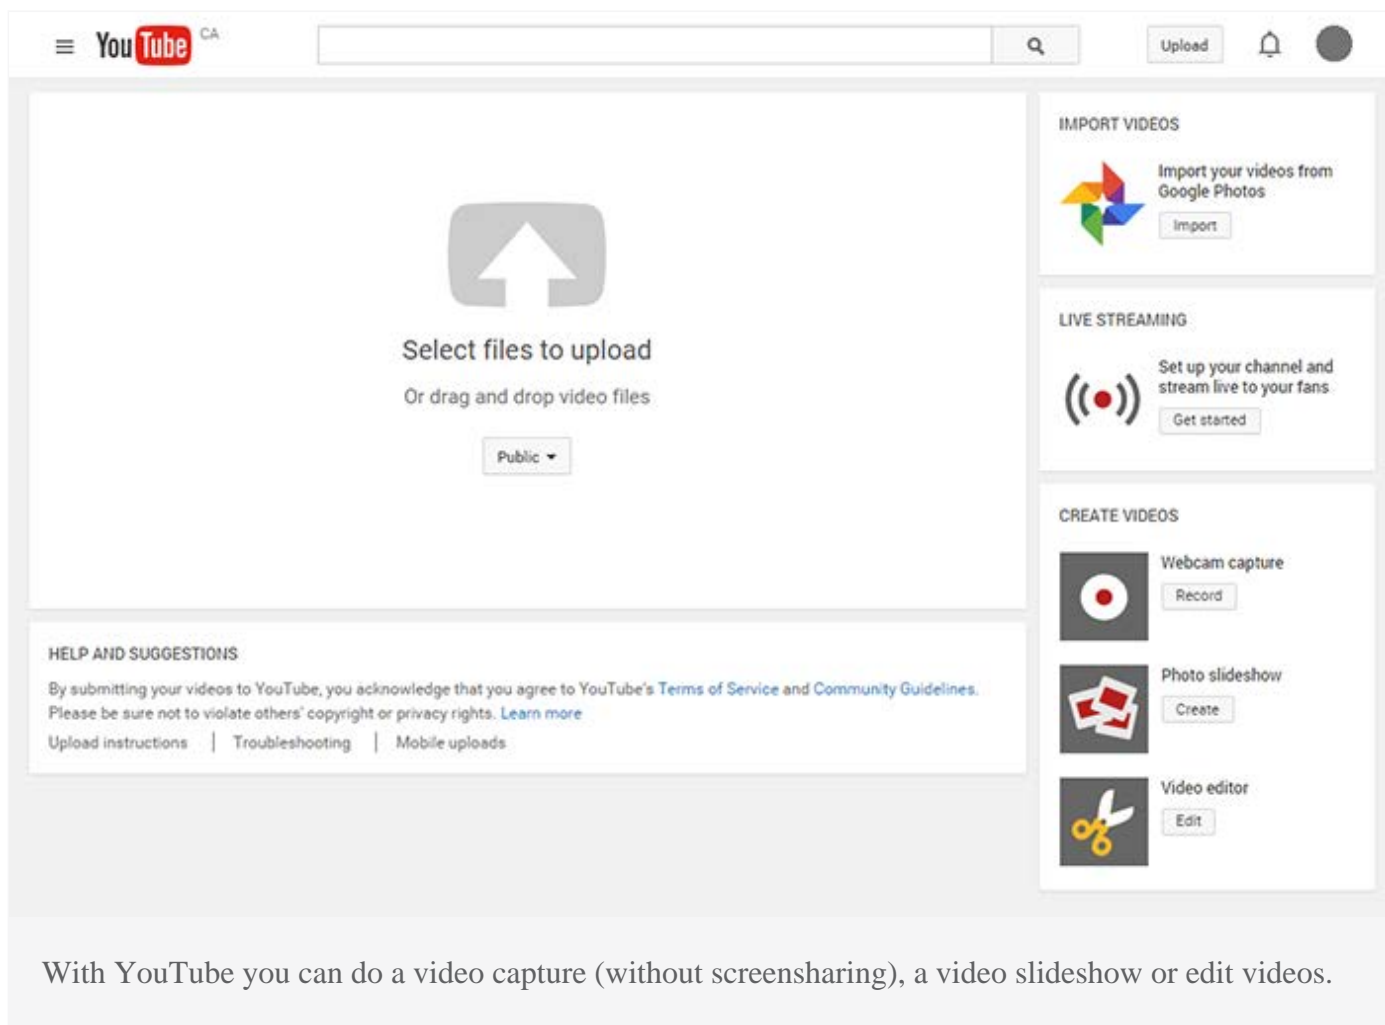 YouTube CA
Upload
Select files to upload
Or drag and drop video files
Public
HELP AND SUGGESTIONS
By submitting your videos to YouTube, you acknowledge that you agree to YouTube's Terms of Service and Community Guidelines.
Please be sure not to violate others' copyright or privacy rights. Learn more
Upload instructions | Troubleshooting | Mobile uploads
IMPORT VIDEOS
Import your videos from
Google Photos
Import
LIVE STREAMING
Set up your channel and
stream live to your fans
Get started
CREATE VIDEOS
Webcam capture
Record
Photo slideshow
Create
Video editor
Edit
With YouTube you can do a video capture (without screensharing), a video slideshow or edit videos.